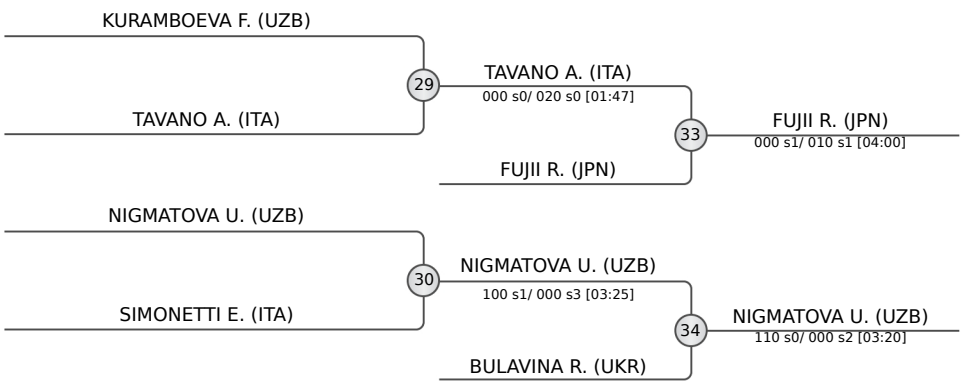 KURAMBOEVA F. (UZB)
29
TAVANO A. (ITA)
TAVANO A. (ITA)
000 s0/ 020 s0 [01:47]
33
FUJII R. (JPN)
FUJII R. (JPN)
000 s1/ 010 s1 [04:00]
NIGMATOVA U. (UZB)
30
SIMONETTI E. (ITA)
NIGMATOVA U. (UZB)
100 s1/ 000 s3 [03:25]
34
BULAVINA R. (UKR)
NIGMATOVA U. (UZB)
110 s0/ 000 s2 [03:20]